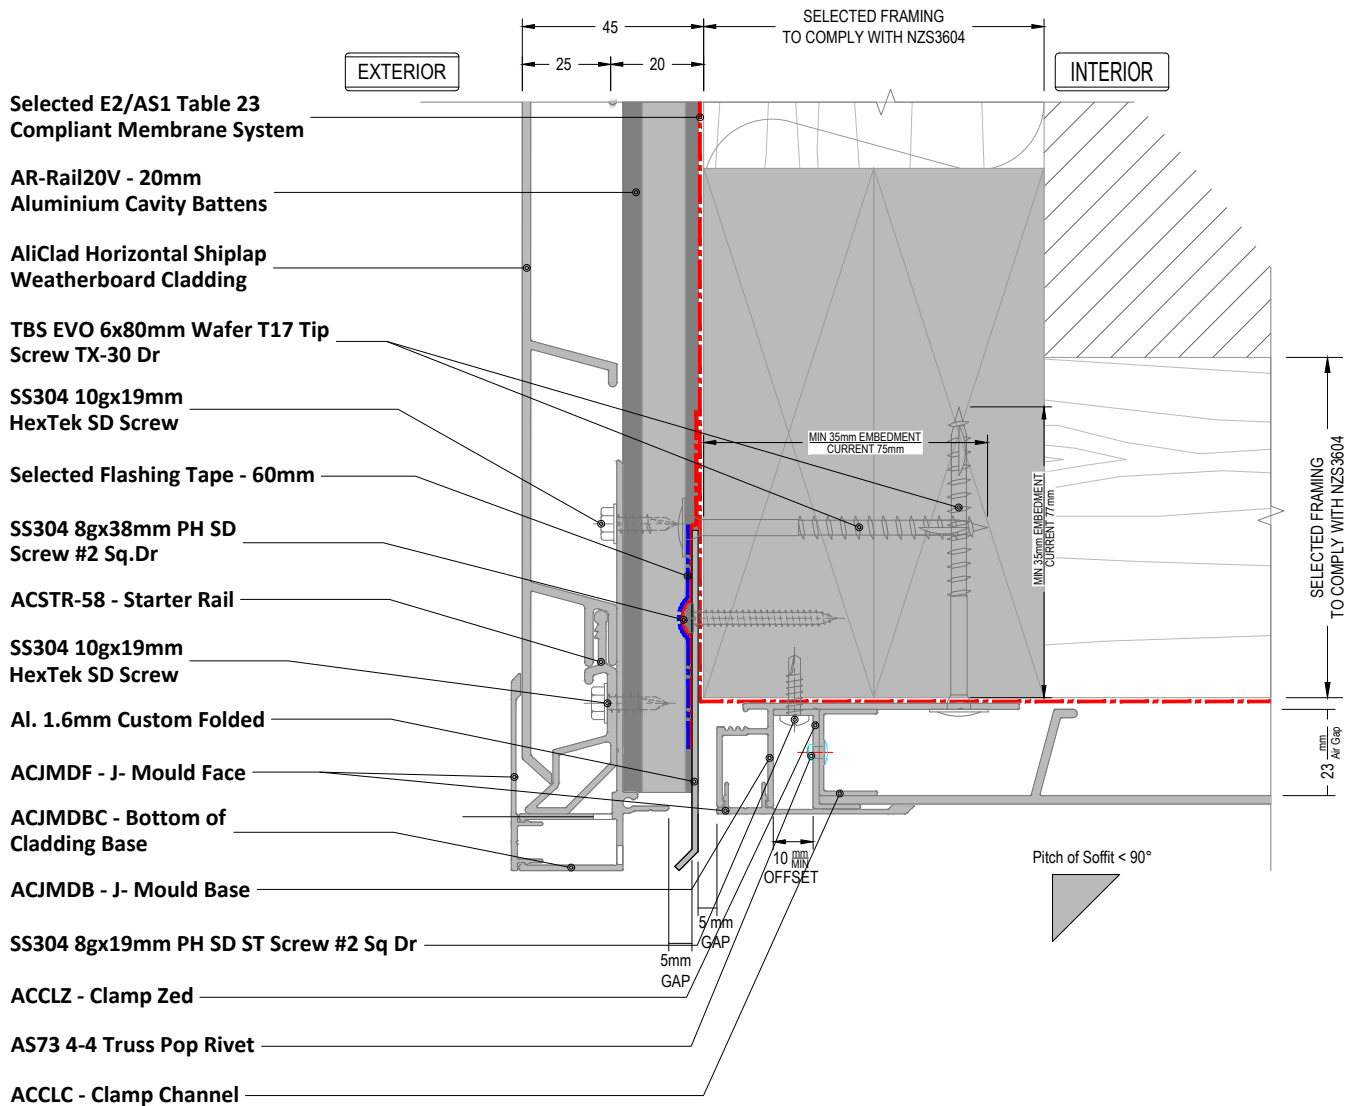 45
SELECTED FRAMING
TO COMPLY WITH NZS3604
25
20
EXTERIOR
INTERIOR
Selected E2/AS1 Table 23
Compliant Membrane System
AR-Rail20V - 20mm
Aluminium Cavity Battens
AliClad Horizontal Shiplap
Weatherboard Cladding
TBS EVO 6x80mm Wafer T17 Tip
Screw TX-30 Dr
SS304 10gx19mm
HexTek SD Screw
Selected Flashing Tape - 60mm
SS304 8gx38mm PH SD
Screw #2 Sq.Dr
ACSTR-58 - Starter Rail
SS304 10gx19mm
HexTek SD Screw
Al. 1.6mm Custom Folded
ACJMDF - J- Mould Face
ACJMDBC - Bottom of
Cladding Base
ACJMDB - J- Mould Base
SS304 8gx19mm PH SD ST Screw #2 Sq Dr
ACCLZ - Clamp Zed
AS73 4-4 Truss Pop Rivet
ACCLC - Clamp Channel
MIN 35mm EMBEDMENT
CURRENT 75mm
MIN 35mm EMBEDMENT
CURRENT 77mm
SELECTED FRAMING
TO COMPLY WITH NZS3604
23 mm
Air Gap
10 mm
MIN
OFFSET
5 mm
GAP
5mm
GAP
Pitch of Soffit < 90°